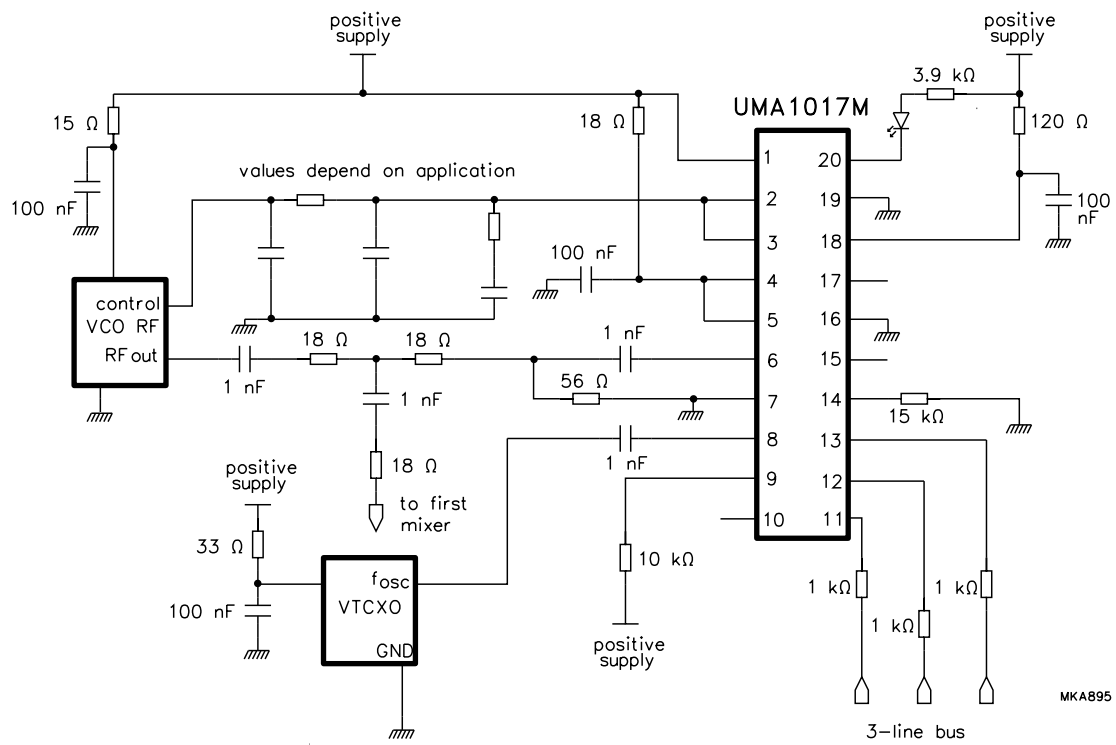 positive
supply
positive
supply
3.9 kΩ
UMA1017M
15 Ω
18 Ω
120 Ω
1
20
values depend on application
100 nF
2
19
100
nF
3
18
100 nF
4
17
control
VCO RF
RFout
5
16
18 Ω
18 Ω
1 nF
6
15
1 nF
1 nF
56 Ω
7
14
15 kΩ
8
13
1 nF
18 Ω
positive
supply
9
12
to first
mixer
10
11
33 Ω
10 kΩ
fosc
VTCXO
GND
100 nF
1 kΩ
1 kΩ
1 kΩ
positive
supply
MKA895
3-line bus